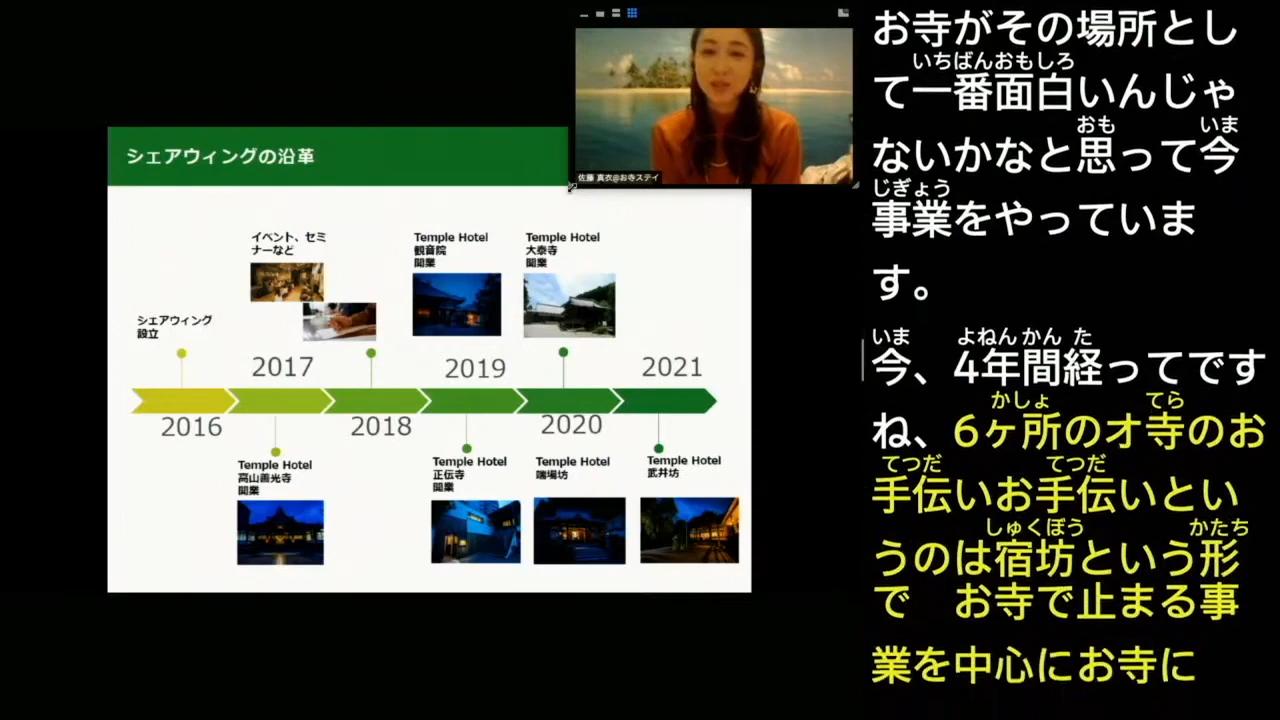 シェアウィングの沿革
佐藤 真衣@お寺ステイ
イベント、セミ
ナーなど
Temple Hotel
観音院
開業
Temple Hotel
大泰寺
開業
シェアウィング
設立
2017
2019
2021
2016
2018
2020
Temple Hotel
高山善光寺
開業
Temple Hotel
正伝寺
開業
Temple Hotel
端場坊
Temple Hotel
武井坊
お寺がその場所とし
いちばんおもしろ
て一番面白いんじゃ
おも いま
ないかなと思って今
じぎょう
事業をやっていま
す。
いま よねんかん た
今、4年間経ってです
かしょ てら
ね、6ヶ所のオ寺のお
てつだ てつだ
手伝いお手伝いとい
しゅくぼう かたち
うのは宿坊という形
で お寺で止まる事
業を中心にお寺に